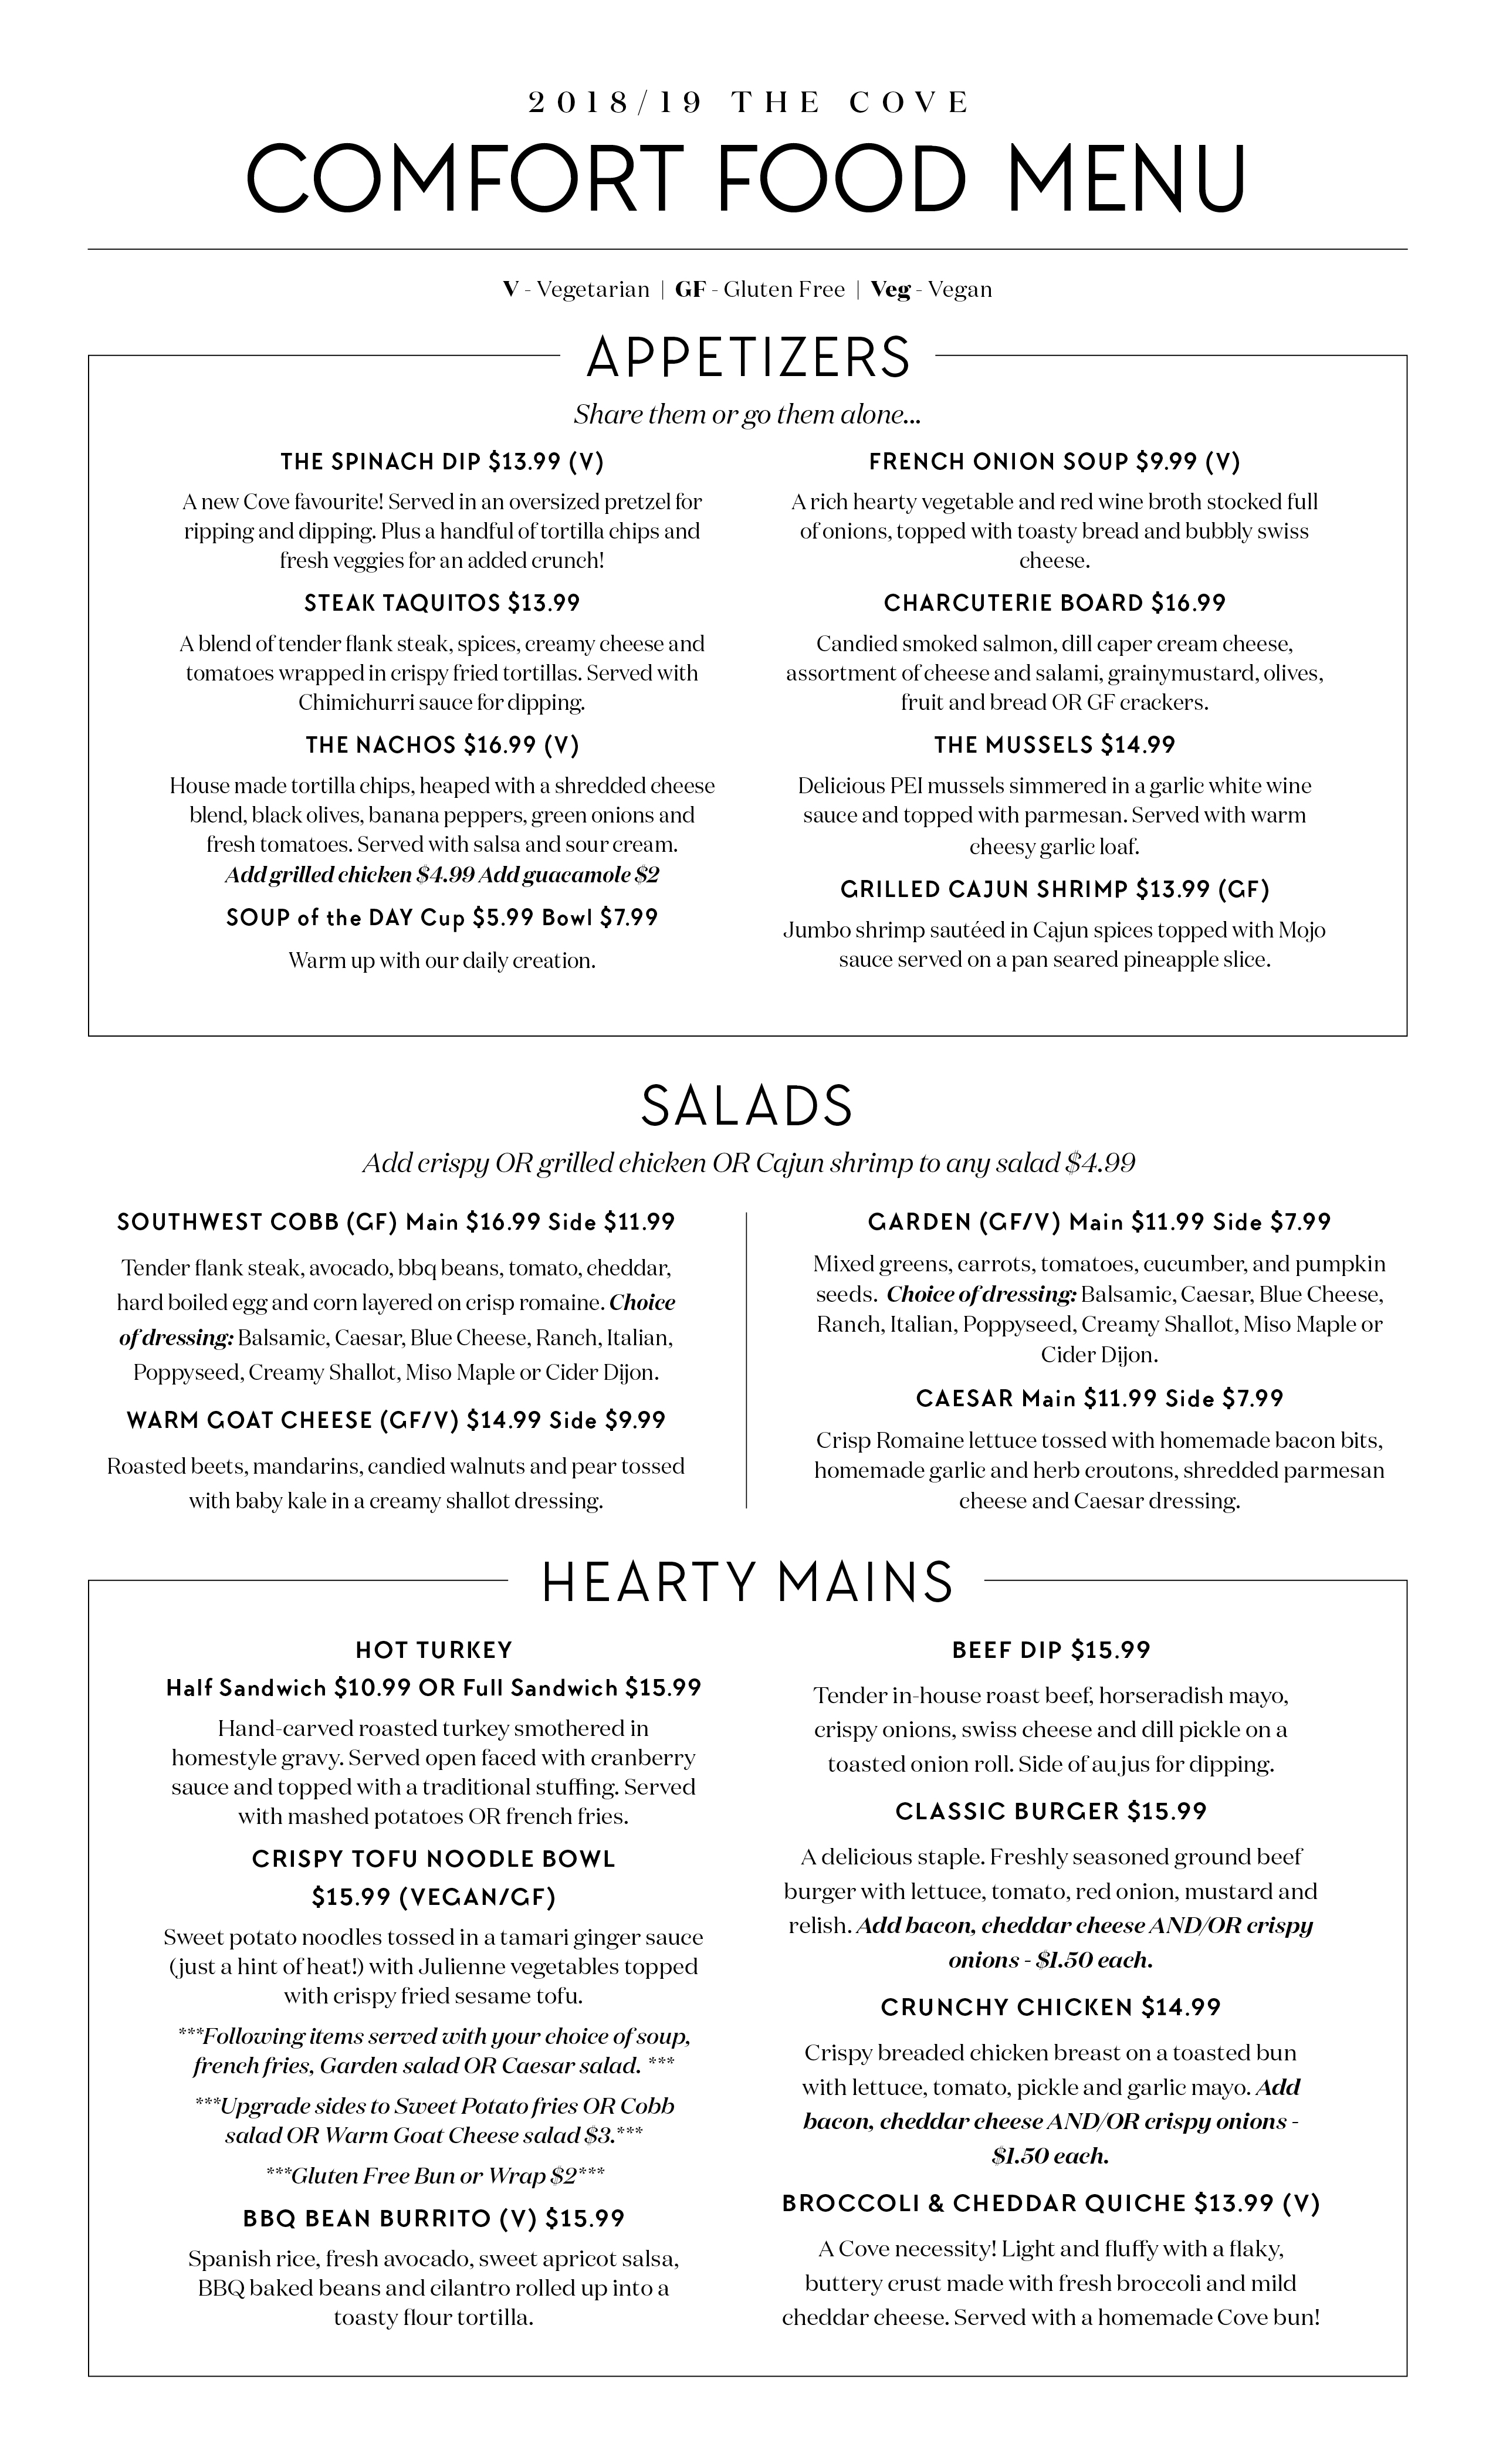 2018/19 THE COVE
COMFORT FOOD MENU
V - Vegetarian | GF - Gluten Free | Veg - Vegan
APPETIZERS
Share them or go them alone...
THE SPINACH DIP $13.99 (V)
A new Cove favourite! Served in an oversized pretzel for
ripping and dipping. Plus a handful of tortilla chips and
fresh veggies for an added crunch!
STEAK TAQUITOS $13.99
A blend of tender flank steak, spices, creamy cheese and
tomatoes wrapped in crispy fried tortillas. Served with
Chimichurri sauce for dipping.
THE NACHOS $16.99 (V)
House made tortilla chips, heaped with a shredded cheese
blend, black olives, banana peppers, green onions and
fresh tomatoes. Served with salsa and sour cream.
Add grilled chicken $4.99 Add guacamole $2
SOUP of the DAY Cup $5.99 Bowl $7.99
Warm up with our daily creation.
FRENCH ONION SOUP $9.99 (V)
A rich hearty vegetable and red wine broth stocked full
of onions, topped with toasty bread and bubbly swiss
cheese.
CHARCUTERIE BOARD $16.99
Candied smoked salmon, dill caper cream cheese,
assortment of cheese and salami, grainymustard, olives,
fruit and bread OR GF crackers.
THE MUSSELS $14.99
Delicious PEI mussels simmered in a garlic white wine
sauce and topped with parmesan. Served with warm
cheesy garlic loaf.
GRILLED CAJUN SHRIMP $13.99 (GF)
Jumbo shrimp sautéed in Cajun spices topped with Mojo
sauce served on a pan seared pineapple slice.
SALADS
Add crispy OR grilled chicken OR Cajun shrimp to any salad $4.99
SOUTHWEST COBB (GF) Main $16.99 Side $11.99
Tender flank steak, avocado, bbq beans, tomato, cheddar,
hard boiled egg and corn layered on crisp romaine. Choice
of dressing: Balsamic, Caesar, Blue Cheese, Ranch, Italian,
Poppyseed, Creamy Shallot, Miso Maple or Cider Dijon.
WARM GOAT CHEESE (GF/V) $14.99 Side $9.99
Roasted beets, mandarins, candied walnuts and pear tossed
with baby kale in a creamy shallot dressing.
GARDEN (GF/V) Main $11.99 Side $7.99
Mixed greens, carrots, tomatoes, cucumber, and pumpkin
seeds. Choice of dressing: Balsamic, Caesar, Blue Cheese,
Ranch, Italian, Poppyseed, Creamy Shallot, Miso Maple or
Cider Dijon.
CAESAR Main $11.99 Side $7.99
Crisp Romaine lettuce tossed with homemade bacon bits,
homemade garlic and herb croutons, shredded parmesan
cheese and Caesar dressing.
HEARTY MAINS
HOT TURKEY
Half Sandwich $10.99 OR Full Sandwich $15.99
Hand-carved roasted turkey smothered in
homestyle gravy. Served open faced with cranberry
sauce and topped with a traditional stuffing. Served
with mashed potatoes OR french fries.
CRISPY TOFU NOODLE BOWL
$15.99 (VEGAN/GF)
Sweet potato noodles tossed in a tamari ginger sauce
(just a hint of heat!) with Julienne vegetables topped
with crispy fried sesame tofu.
***Following items served with your choice of soup,
french fries, Garden salad OR Caesar salad. ***
***Upgrade sides to Sweet Potato fries OR Cobb
salad OR Warm Goat Cheese salad $3.***
***Gluten Free Bun or Wrap $2***
BBQ BEAN BURRITO (V) $15.99
Spanish rice, fresh avocado, sweet apricot salsa,
BBQ baked beans and cilantro rolled up into a
toasty flour tortilla.
BEEF DIP $15.99
Tender in-house roast beef, horseradish mayo,
crispy onions, swiss cheese and dill pickle on a
toasted onion roll. Side of au jus for dipping.
CLASSIC BURGER $15.99
A delicious staple. Freshly seasoned ground beef
burger with lettuce, tomato, red onion, mustard and
relish. Add bacon, cheddar cheese AND/OR crispy
onions - $1.50 each.
CRUNCHY CHICKEN $14.99
Crispy breaded chicken breast on a toasted bun
with lettuce, tomato, pickle and garlic mayo. Add
bacon, cheddar cheese AND/OR crispy onions -
$1.50 each.
BROCCOLI & CHEDDAR QUICHE $13.99 (V)
A Cove necessity! Light and fluffy with a flaky,
buttery crust made with fresh broccoli and mild
cheddar cheese. Served with a homemade Cove bun!